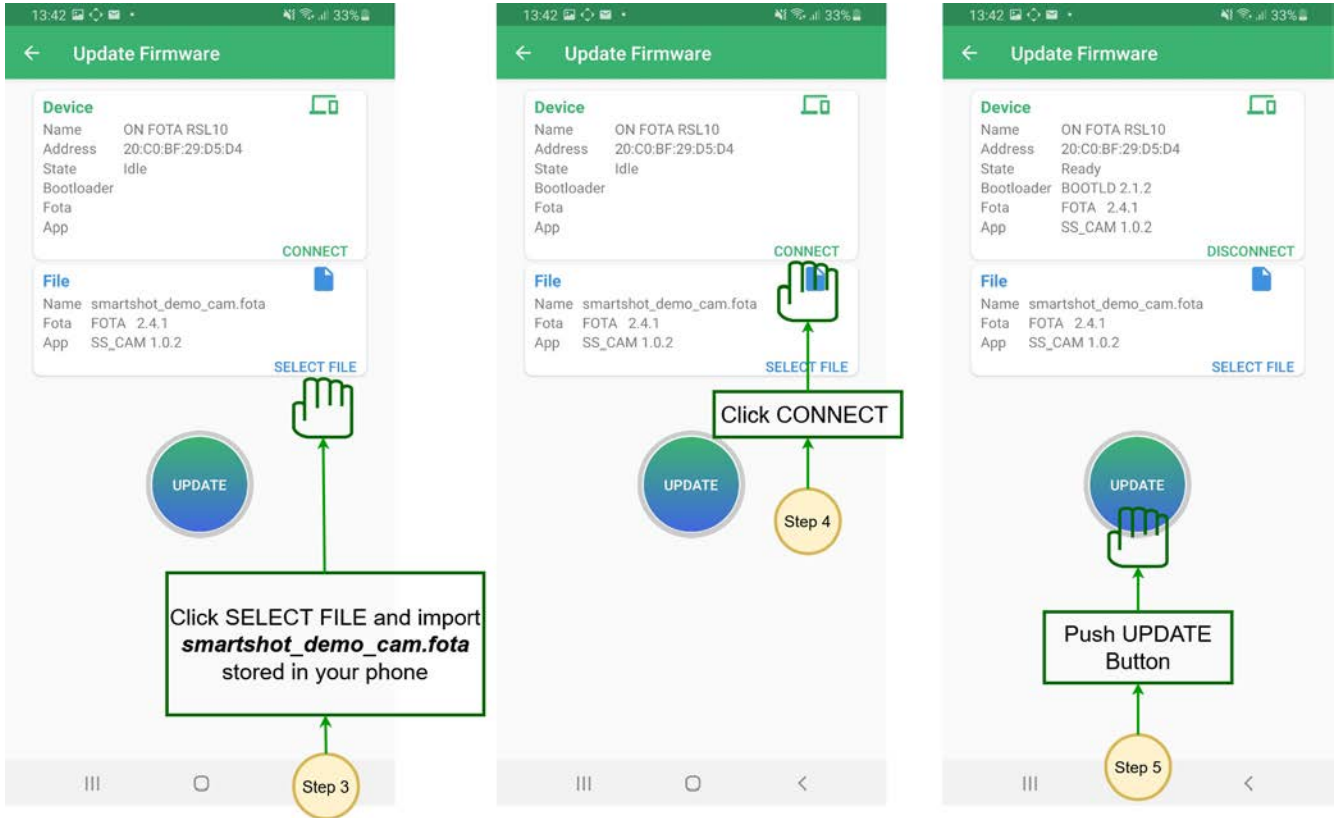 13:42
33%
Update Firmware
Device
Name ON FOTA RSL10
Address 20:C0:BF:29:D5:D4
State Idle
Bootloader
Fota
App
CONNECT
File
Name smartshot_demo_cam.fota
Fota FOTA 2.4.1
App SS_CAM 1.0.2
SELECT FILE
UPDATE
Click SELECT FILE and import
smartshot_demo_cam.fota
stored in your phone
Step 3
13:42
33%
Update Firmware
Device
Name ON FOTA RSL10
Address 20:C0:BF:29:D5:D4
State Idle
Bootloader
Fota
App
CONNECT
File
Name smartshot_demo_cam.fota
Fota FOTA 2.4.1
App SS_CAM 1.0.2
SELECT FILE
Click CONNECT
UPDATE
Step 4
13:42
33%
Update Firmware
Device
Name ON FOTA RSL10
Address 20:C0:BF:29:D5:D4
State Ready
Bootloader BOOTLD 2.1.2
Fota FOTA 2.4.1
App SS_CAM 1.0.2
DISCONNECT
File
Name smartshot_demo_cam.fota
Fota FOTA 2.4.1
App SS_CAM 1.0.2
SELECT FILE
UPDATE
Push UPDATE
Button
Step 5